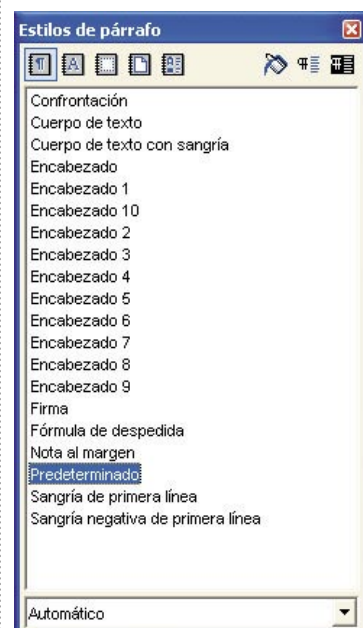 Estilos de párrafo
Confrontación
Cuerpo de texto
Cuerpo de texto con sangría
Encabezado
Encabezado 1
Encabezado 10
Encabezado 2
Encabezado 3
Encabezado 4
Encabezado 5
Encabezado 6
Encabezado 7
Encabezado 8
Encabezado 9
Firma
Fórmula de despedida
Nota al margen
Predeterminado
Sangría de primera línea
Sangría negativa de primera línea
Automático